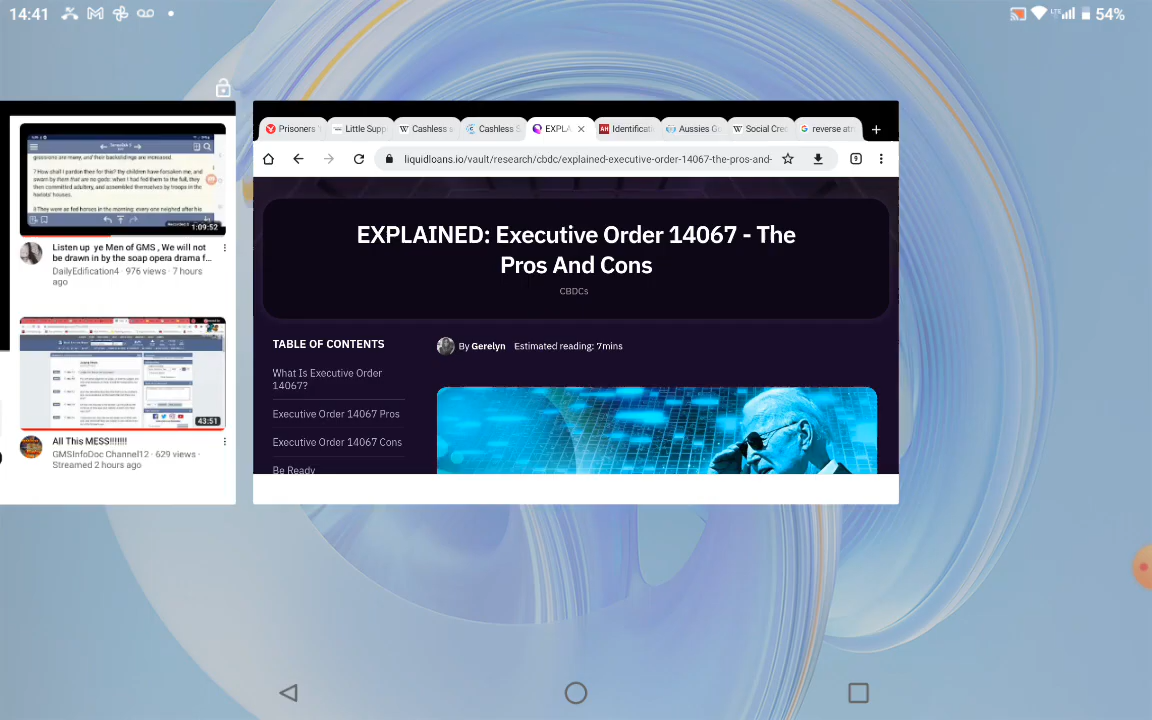 14:41
LTE
54%
grassions are many, and their backslidings are increased.
7 How shall I pardon thee for this? thy children have forsaken me, and
sworn by them that are no gods: when I had fed them to the full, they
then committed adultery, and assembled themselves by troops in the
harlots' houses.
8 They were as fed horses in the morning: every one neighed after his
1:09:52
Listen up ye Men of GMS , We will not
be drawn in by the soap opera drama f...
DailyEdification4 · 976 views · 7 hours
ago
43:51
All This MESS!!!!!!!
GMSInfoDoc Channel12 · 629 views ·
Streamed 2 hours ago
Prisoners
Little Supp
Cashless s
Cashless S
EXPLA
Identificati
Aussies Ge
Social Cred
reverse atm
liquidloans.io/vault/research/cbdc/explained-executive-order-14067-the-pros-and-
9
EXPLAINED: Executive Order 14067 - The
Pros And Cons
CBDCs
TABLE OF CONTENTS
What Is Executive Order
14067?
Executive Order 14067 Pros
Executive Order 14067 Cons
Be Ready
By Gerelyn Estimated reading: 7mins